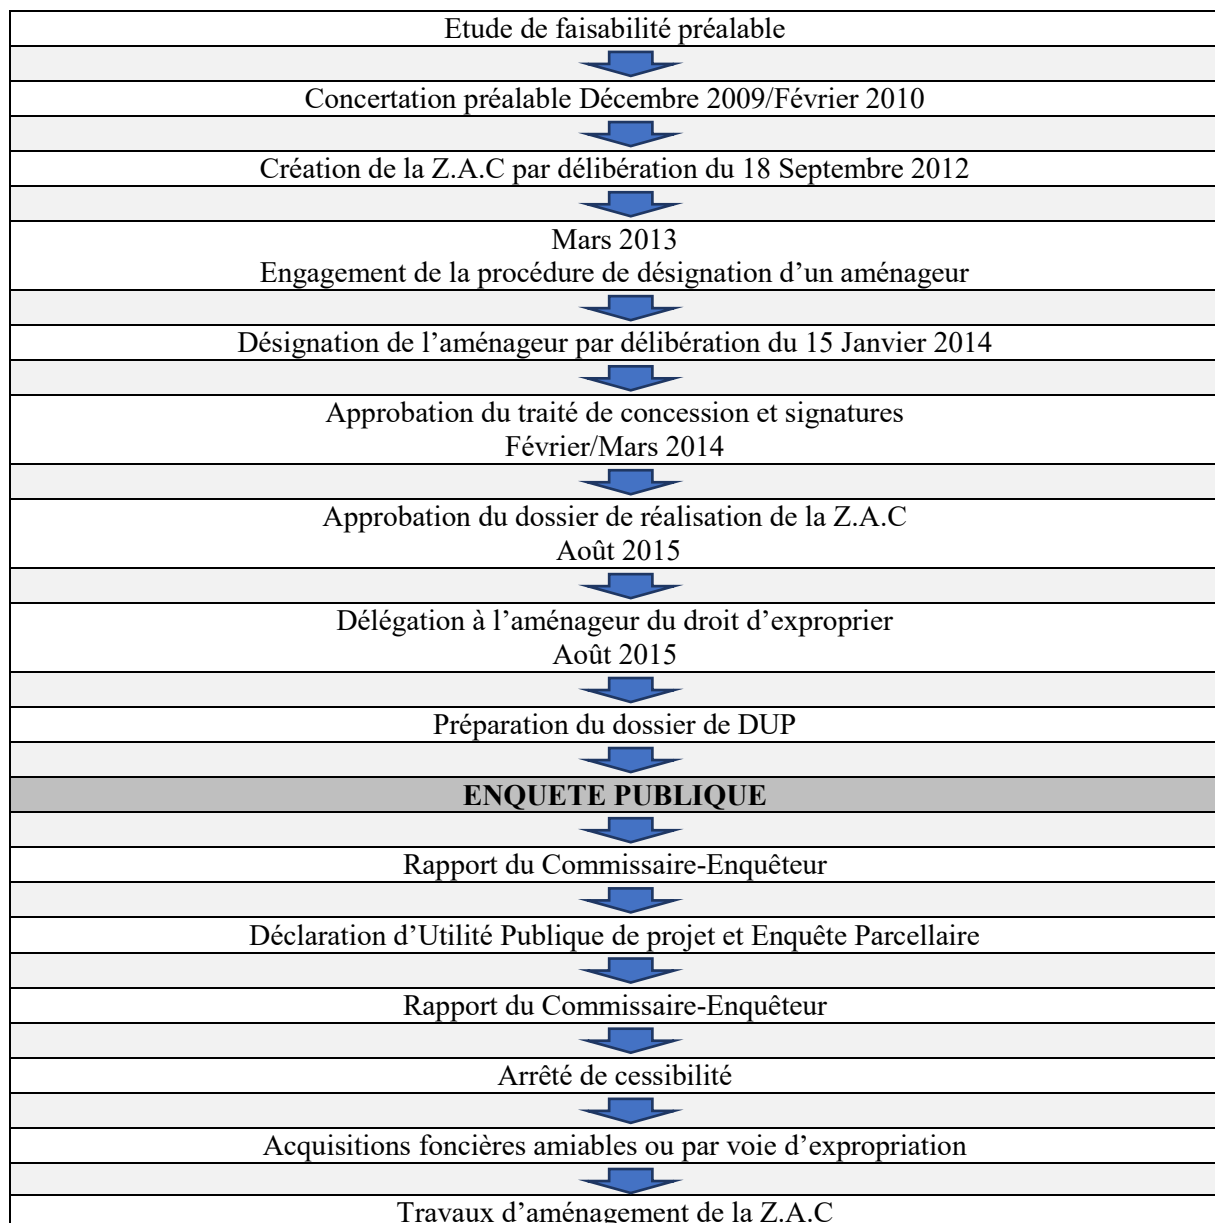 Etude de faisabilité préalable
Concertation préalable Décembre 2009/Février 2010
Création de la Z.A.C par délibération du 18 Septembre 2012
Mars 2013
Engagement de la procédure de désignation d’un aménageur
Désignation de l’aménageur par délibération du 15 Janvier 2014
Approbation du traité de concession et signatures
Février/Mars 2014
Approbation du dossier de réalisation de la Z.A.C
Août 2015
Délégation à l’aménageur du droit d’exproprier
Août 2015
Préparation du dossier de DUP
ENQUETE PUBLIQUE
Rapport du Commissaire-Enquêteur
Déclaration d’Utilité Publique de projet et Enquête Parcellaire
Rapport du Commissaire-Enquêteur
Arrêté de cessibilité
Acquisitions foncières amiables ou par voie d’expropriation
Travaux d’aménagement de la Z.A.C